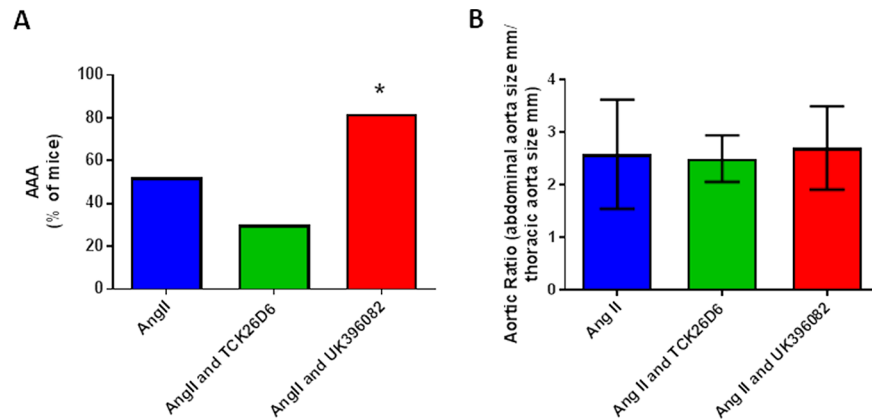 A
AAA
(% of mice)
100
80
60
40
20
0
*
AngII
AngII and TCK26D6
AngII and UK396082
B
Aortic Ratio (abdominal aorta size mm/
thoracic aorta size mm)
4
3
2
1
0
Ang II
Ang II and TCK26D6
Ang II and UK396082